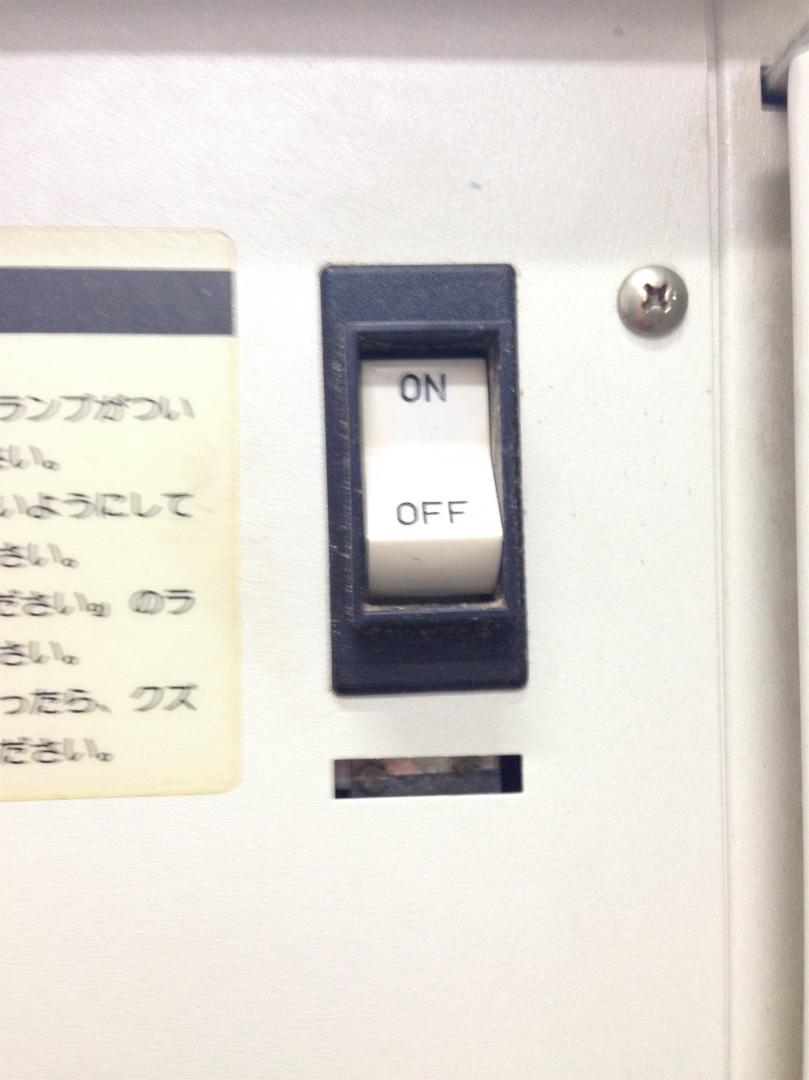 ランプがつい
さい。
いようにして
さい。
ださい』のラ
さい。
ったら、クズ
ださい。
ON
OFF